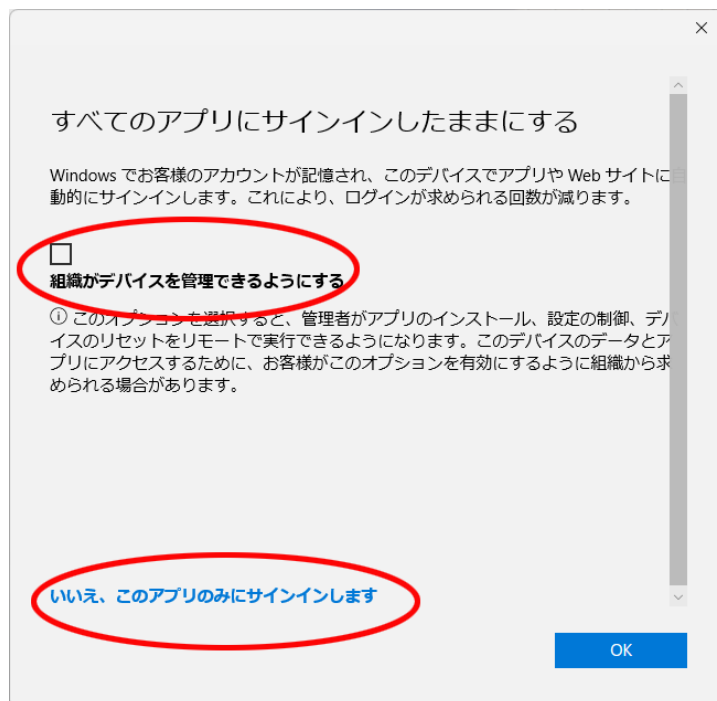 すべてのアプリにサインインしたままにする
Windows でお客様のアカウントが記憶され、このデバイスでアプリや Web サイトに自
動的にサインインします。これにより、ログインが求められる回数が減ります。
組織がデバイスを管理できるようにする
このオプションを選択すると、管理者がアプリのインストール、設定の制御、デバ
イスのリセットをリモートで実行できるようになります。このデバイスのデータとア
プリにアクセスするために、お客様がこのオプションを有効にするように組織から求
められる場合があります。
いいえ、このアプリのみにサインインします
OK